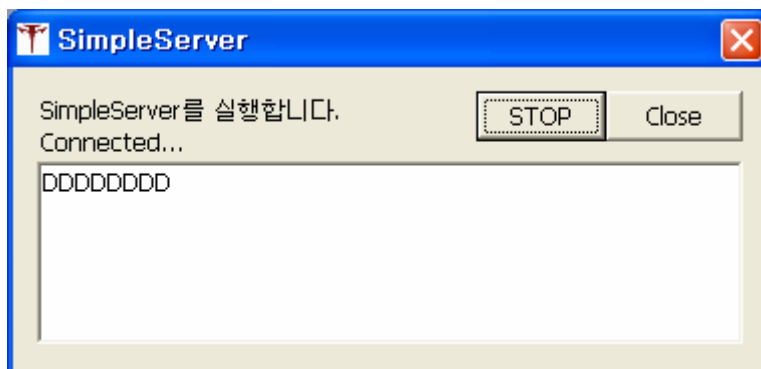 SimpleServer
SimpleServer를 실행합니다.
STOP
Close
Connected...
DDDDDDDD